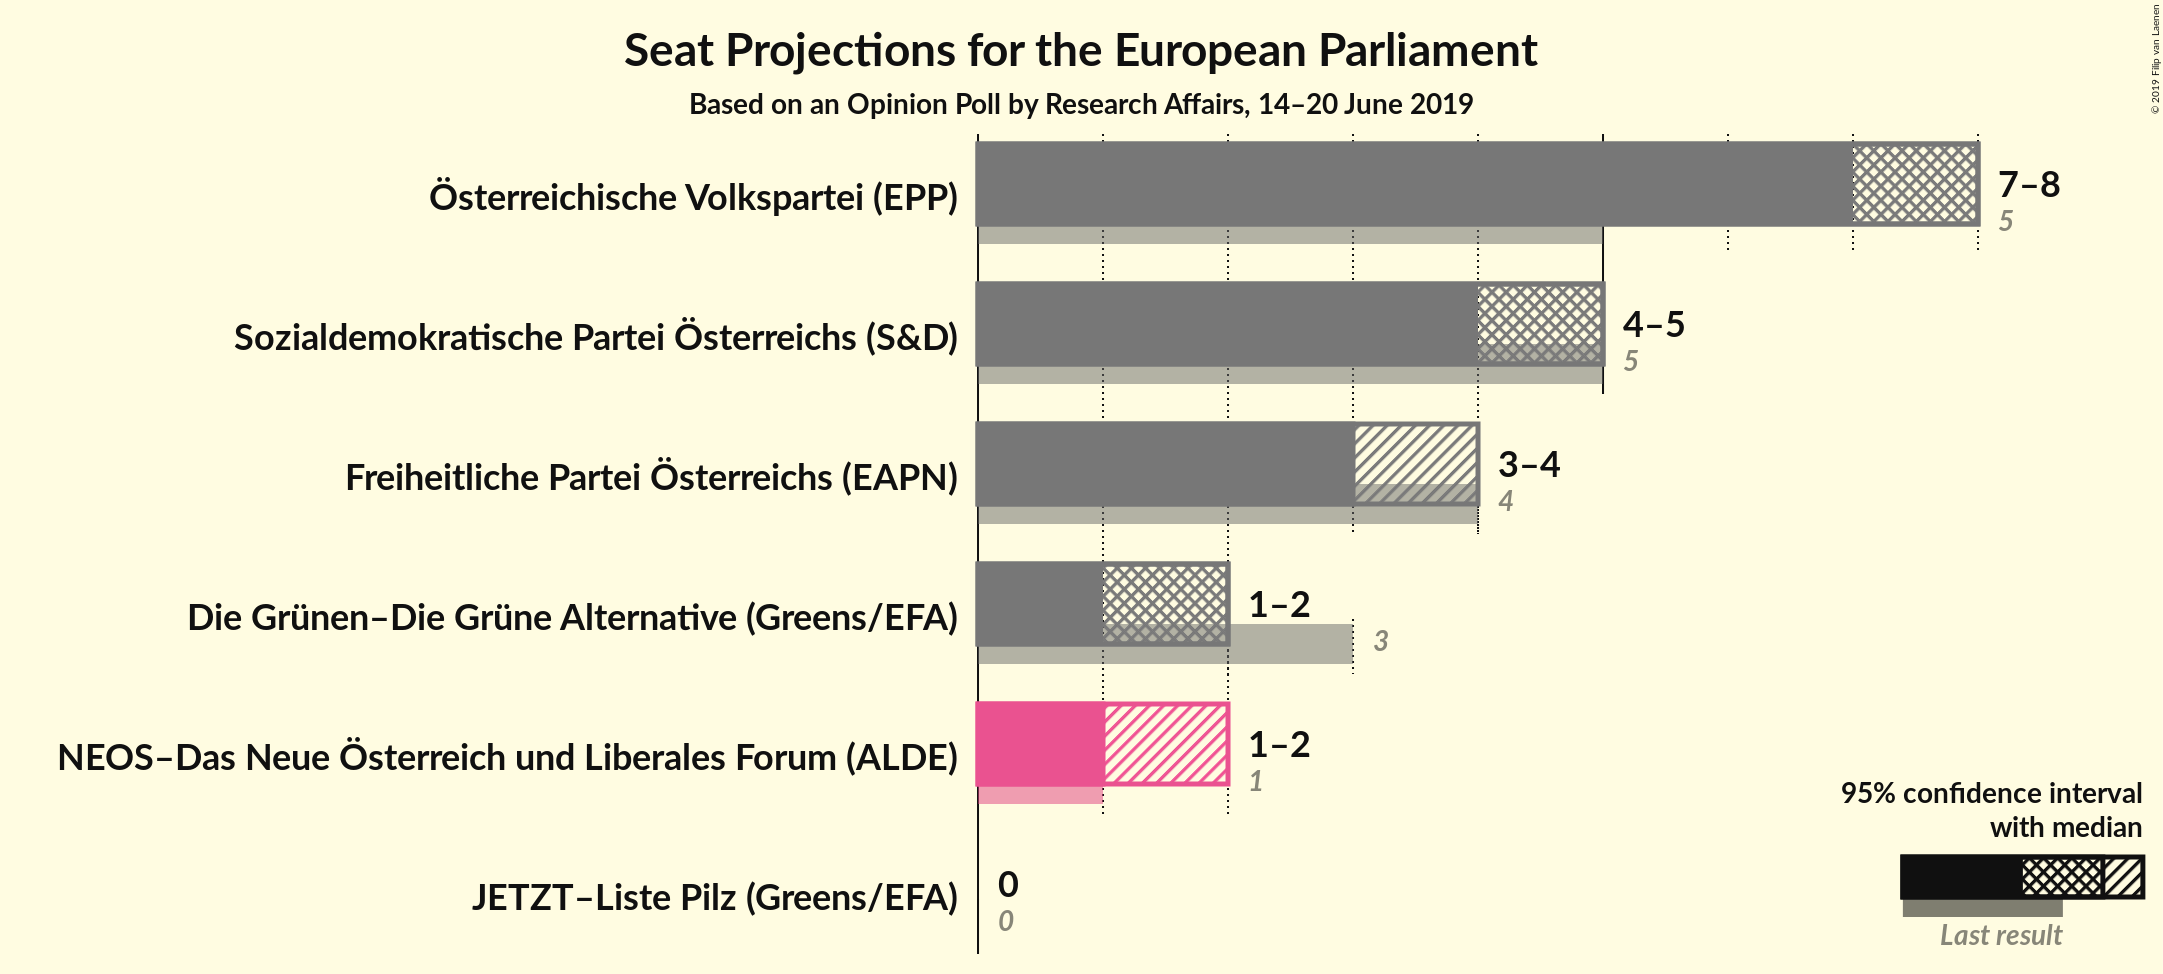 Seat Projections for the European Parliament
Based on an Opinion Poll by Research Affairs, 14–20 June 2019
© 2019 Filip van Laenen
Österreichische Volkspartei (EPP)
7–8
5
Sozialdemokratische Partei Österreichs (S&D)
4–5
5
Freiheitliche Partei Österreichs (EAPN)
3–4
4
Die Grünen–Die Grüne Alternative (Greens/EFA)
1–2
3
NEOS–Das Neue Österreich und Liberales Forum (ALDE)
1–2
1
JETZT–Liste Pilz (Greens/EFA)
0
0
95% confidence interval
with median
Last result